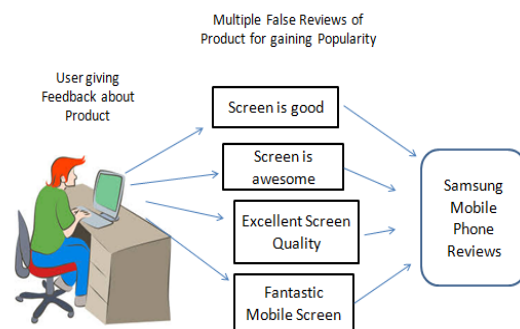 Multiple False Reviews of
Product for gaining Popularity
User giving
Feedback about
Product
Screen is good
Screen is
awesome
Excellent Screen
Quality
Fantastic
Mobile Screen
Samsung
Mobile
Phone
Reviews